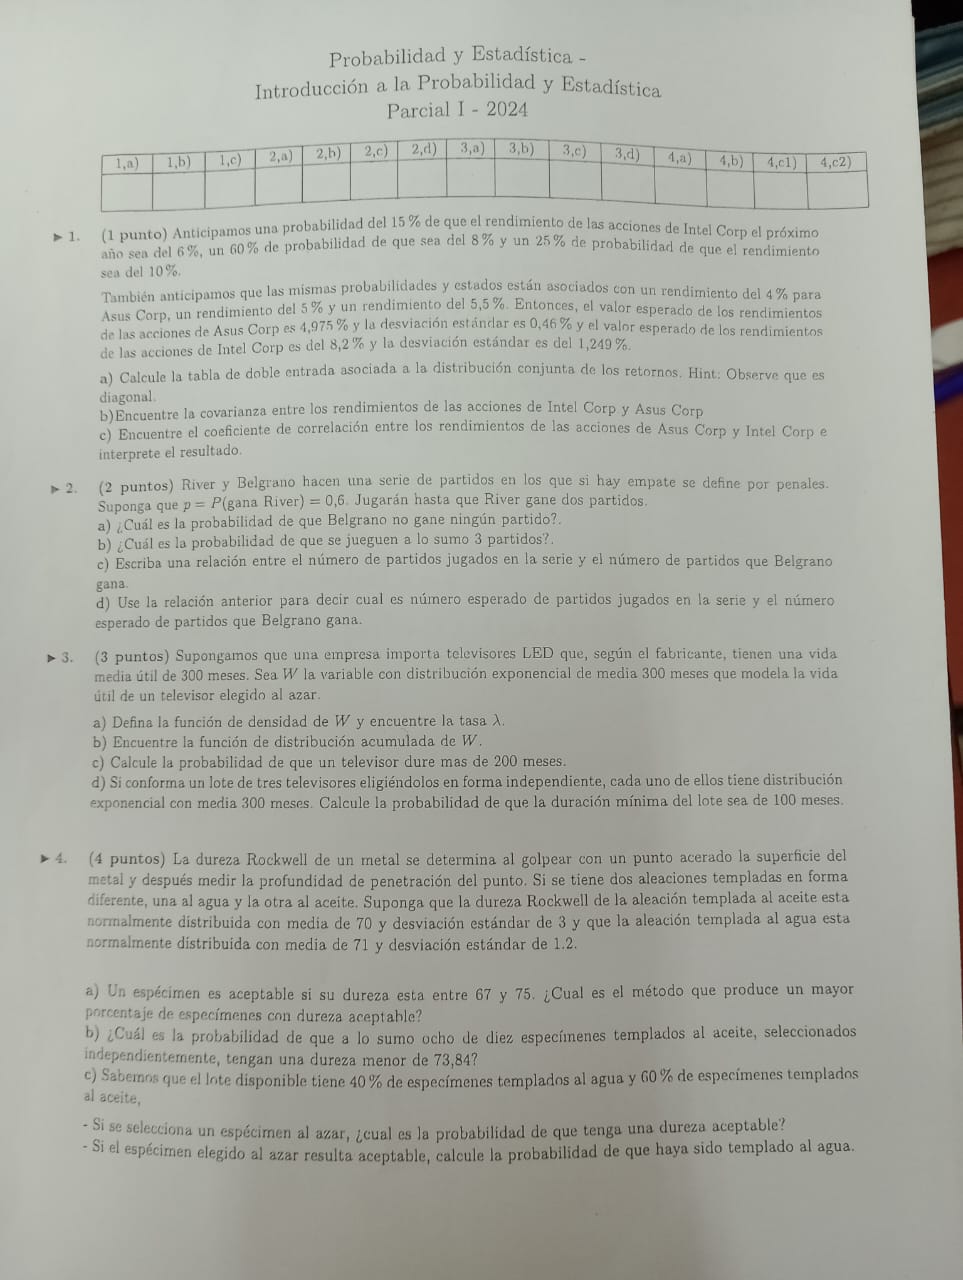 Probabilidad y Estadística -
Introducción a la Probabilidad y Estadística
Parcial I - 2024
1,a) 1,b) 1,c) 2,a) 2,b) 2,c) 2,d) 3,a) 3,b) 3,c) 3,d) 4,a) 4,b) 4,c1) 4,c2)
▶ 1. (1 punto) Anticipamos una probabilidad del 15 % de que el rendimiento de las acciones de Intel Corp el próximo
año sea del 6 %, un 60 % de probabilidad de que sea del 8 % y un 25 % de probabilidad de que el rendimiento
sea del 10 %.
También anticipamos que las mismas probabilidades y estados están asociados con un rendimiento del 4 % para
Asus Corp, un rendimiento del 5 % y un rendimiento del 5,5 %. Entonces, el valor esperado de los rendimientos
de las acciones de Asus Corp es 4,975 % y la desviación estándar es 0,46 % y el valor esperado de los rendimientos
de las acciones de Intel Corp es del 8,2 % y la desviación estándar es del 1,249 %.
a) Calcule la tabla de doble entrada asociada a la distribución conjunta de los retornos. Hint: Observe que es
diagonal.
b)Encuentre la covarianza entre los rendimientos de las acciones de Intel Corp y Asus Corp
c) Encuentre el coeficiente de correlación entre los rendimientos de las acciones de Asus Corp y Intel Corp e
interprete el resultado.
▶ 2. (2 puntos) River y Belgrano hacen una serie de partidos en los que si hay empate se define por penales.
Suponga que p = P(gana River) = 0,6. Jugarán hasta que River gane dos partidos.
a) ¿Cuál es la probabilidad de que Belgrano no gane ningún partido?.
b) ¿Cuál es la probabilidad de que se jueguen a lo sumo 3 partidos?.
c) Escriba una relación entre el número de partidos jugados en la serie y el número de partidos que Belgrano
gana.
d) Use la relación anterior para decir cual es número esperado de partidos jugados en la serie y el número
esperado de partidos que Belgrano gana.
▶ 3. (3 puntos) Supongamos que una empresa importa televisores LED que, según el fabricante, tienen una vida
media útil de 300 meses. Sea W la variable con distribución exponencial de media 300 meses que modela la vida
útil de un televisor elegido al azar.
a) Defina la función de densidad de W y encuentre la tasa λ.
b) Encuentre la función de distribución acumulada de W.
c) Calcule la probabilidad de que un televisor dure mas de 200 meses.
d) Si conforma un lote de tres televisores eligiéndolos en forma independiente, cada uno de ellos tiene distribución
exponencial con media 300 meses. Calcule la probabilidad de que la duración mínima del lote sea de 100 meses.
▶ 4. (4 puntos) La dureza Rockwell de un metal se determina al golpear con un punto acerado la superficie del
metal y después medir la profundidad de penetración del punto. Si se tiene dos aleaciones templadas en forma
diferente, una al agua y la otra al aceite. Suponga que la dureza Rockwell de la aleación templada al aceite esta
normalmente distribuida con media de 70 y desviación estándar de 3 y que la aleación templada al agua esta
normalmente distribuida con media de 71 y desviación estándar de 1.2.
a) Un espécimen es aceptable si su dureza esta entre 67 y 75. ¿Cual es el método que produce un mayor
porcentaje de especímenes con dureza aceptable?
b) ¿Cuál es la probabilidad de que a lo sumo ocho de diez especímenes templados al aceite, seleccionados
independientemente, tengan una dureza menor de 73,84?
c) Sabemos que el lote disponible tiene 40 % de especímenes templados al agua y 60 % de especímenes templados
al aceite,
- Si se selecciona un espécimen al azar, ¿cual es la probabilidad de que tenga una dureza aceptable?
- Si el espécimen elegido al azar resulta aceptable, calcule la probabilidad de que haya sido templado al agua.